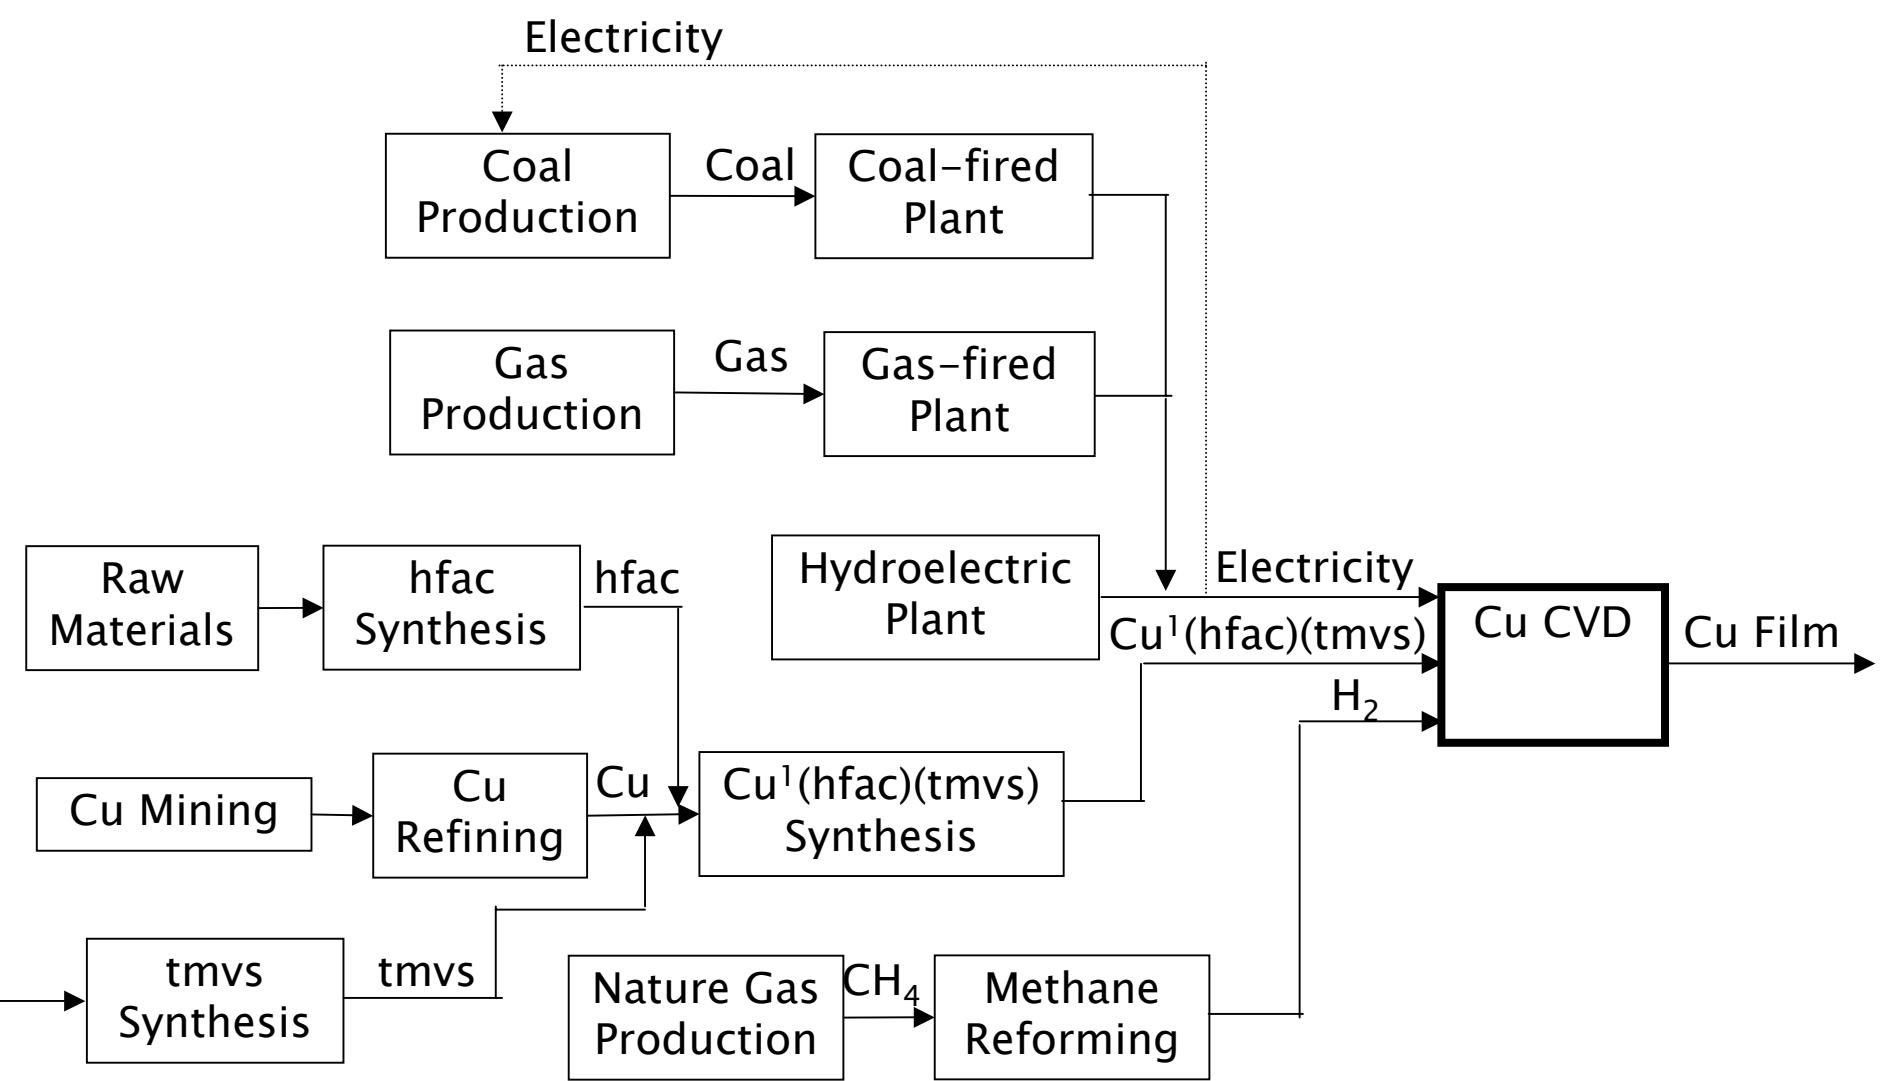 Electricity
Coal
Production
Coal
Coal-fired
Plant
Gas
Production
Gas
Gas-fired
Plant
Raw
Materials
hfac
Synthesis
hfac
Hydroelectric
Plant
Electricity
Cu¹(hfac)(tmvs)
H₂
Cu CVD
Cu Film
Cu Mining
Cu
Refining
Cu
Cu¹(hfac)(tmvs)
Synthesis
tmvs
Synthesis
tmvs
Nature Gas
Production
CH₄
Methane
Reforming